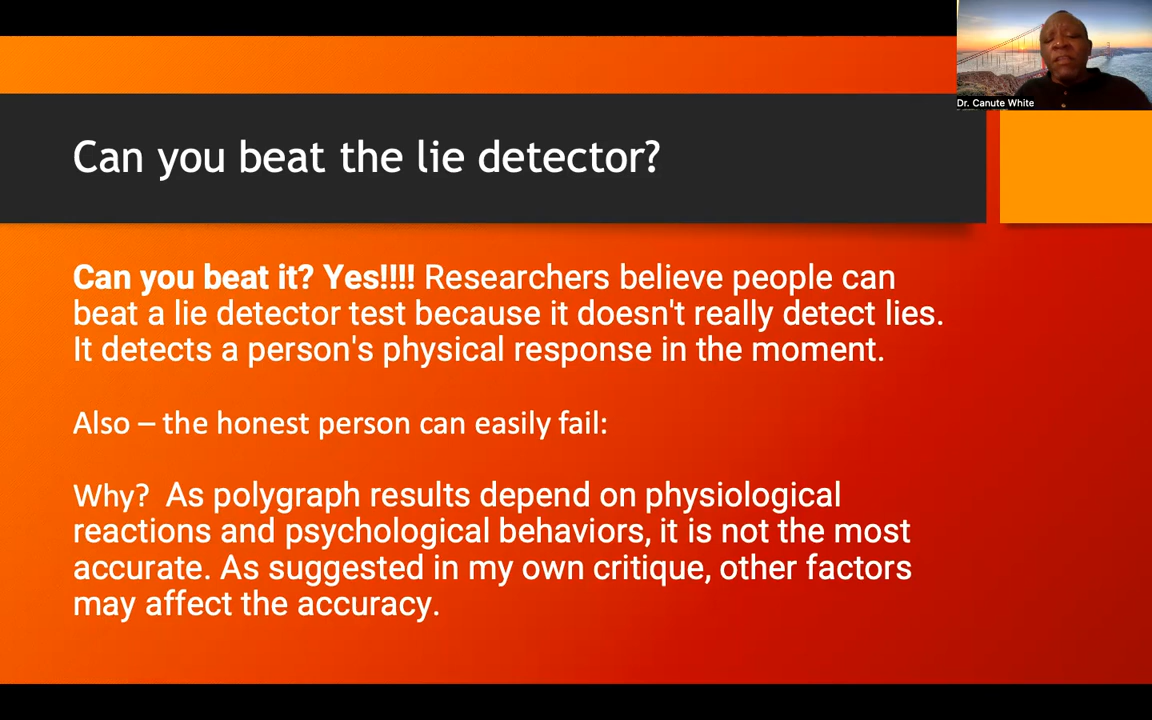 Dr. Canute White
Can you beat the lie detector?
Can you beat it? Yes!!!! Researchers believe people can
beat a lie detector test because it doesn't really detect lies.
It detects a person's physical response in the moment.
Also – the honest person can easily fail:
Why? As polygraph results depend on physiological
reactions and psychological behaviors, it is not the most
accurate. As suggested in my own critique, other factors
may affect the accuracy.